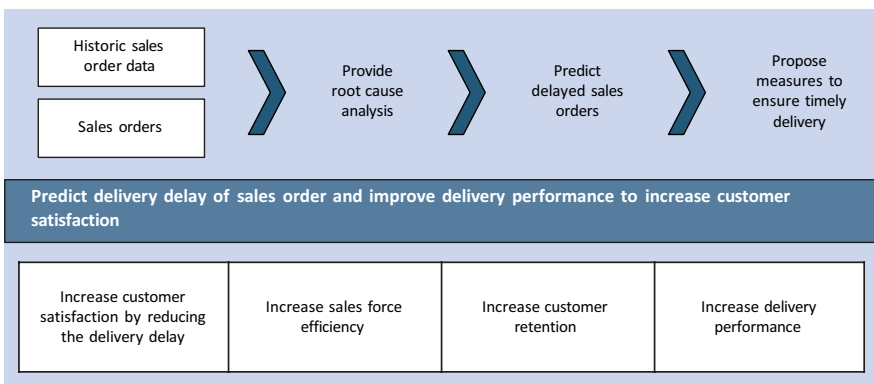 Historic sales
order data
Sales orders
Provide
root cause
analysis
Predict
delayed sales
orders
Propose
measures to
ensure timely
delivery
Predict delivery delay of sales order and improve delivery performance to increase customer
satisfaction
Increase customer
satisfaction by reducing
the delivery delay
Increase sales force
efficiency
Increase customer
retention
Increase delivery
performance